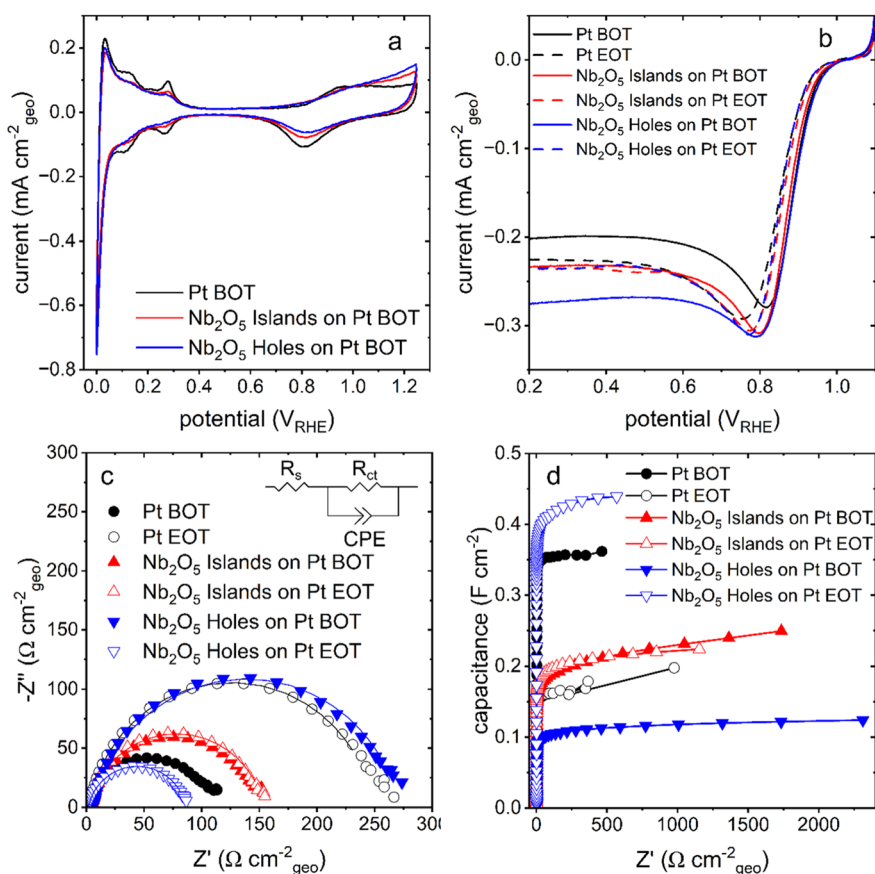 a
0.2
0.0
−0.2
−0.4
−0.6
−0.8
current (mA cm⁻²geo)
Pt BOT
Nb₂O₅ Islands on Pt BOT
Nb₂O₅ Holes on Pt BOT
0.0 0.2 0.4 0.6 0.8 1.0 1.2
potential (V_RHE)
b
0.0
−0.1
−0.2
−0.3
current (mA cm⁻²geo)
Pt BOT
Pt EOT
Nb₂O₅ Islands on Pt BOT
Nb₂O₅ Islands on Pt EOT
Nb₂O₅ Holes on Pt BOT
Nb₂O₅ Holes on Pt EOT
0.2 0.4 0.6 0.8 1.0
potential (V_RHE)
c
300
250
200
150
100
50
0
-Z" (Ω cm⁻²geo)
Rs Rct
CPE
Pt BOT
Pt EOT
Nb₂O₅ Islands on Pt BOT
Nb₂O₅ Islands on Pt EOT
Nb₂O₅ Holes on Pt BOT
Nb₂O₅ Holes on Pt EOT
0 50 100 150 200 250 300
Z' (Ω cm⁻²geo)
d
0.5
0.4
0.3
0.2
0.1
0.0
capacitance (F cm⁻²)
Pt BOT
Pt EOT
Nb₂O₅ Islands on Pt BOT
Nb₂O₅ Islands on Pt EOT
Nb₂O₅ Holes on Pt BOT
Nb₂O₅ Holes on Pt EOT
0 500 1000 1500 2000
Z' (Ω cm⁻²geo)